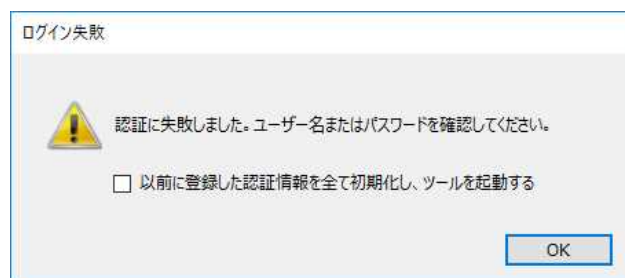 ログイン失敗
認証に失敗しました。ユーザー名またはパスワードを確認してください。
以前に登録した認証情報を全て初期化し、ツールを起動する
OK